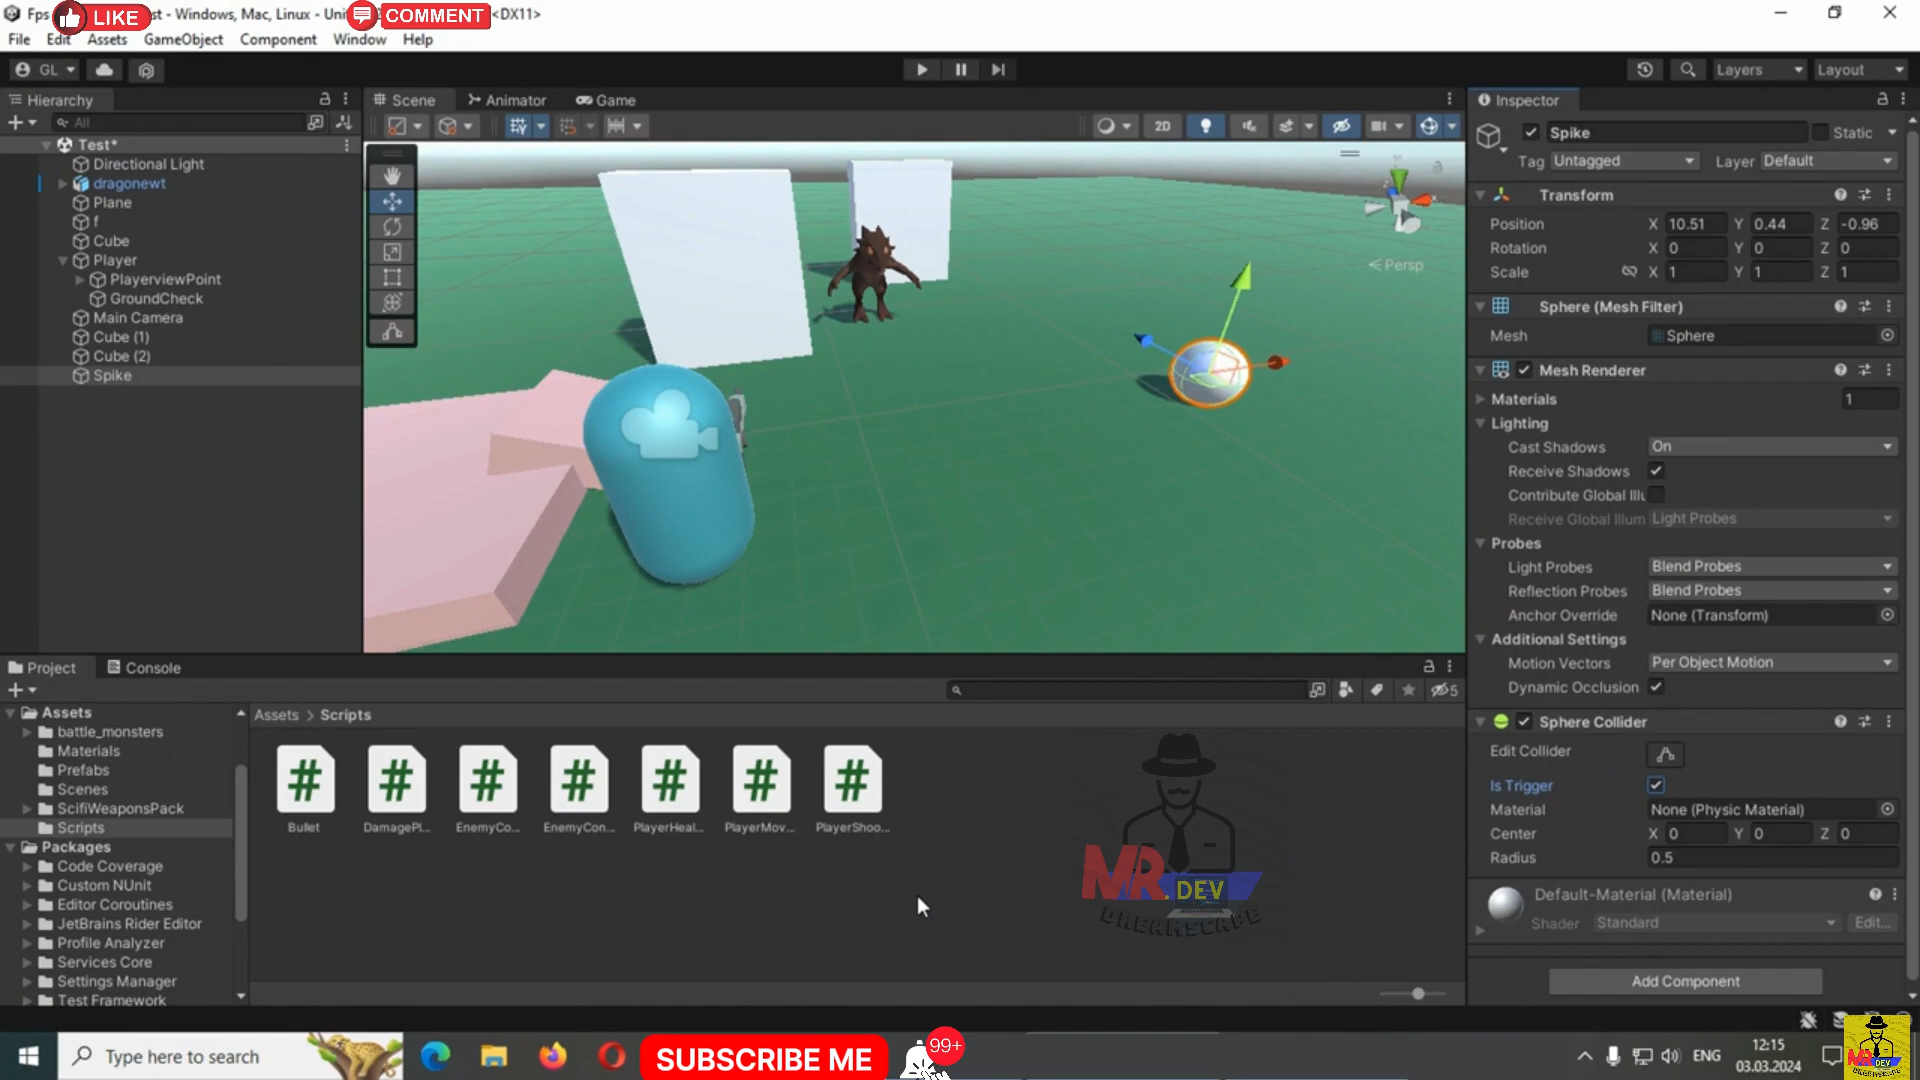 Fps
LIKE
st - Windows, Mac, Linux - Uni
COMMENT
<DX11>
File Edit Assets GameObject Component Window Help
GL
Layers
Layout
Hierarchy
All
Test*
Directional Light
dragonewt
Plane
f
Cube
Player
PlayerviewPoint
GroundCheck
Main Camera
Cube (1)
Cube (2)
Spike
Scene
Animator
Game
2D
Persp
Inspector
Spike
Static
Tag Untagged
Layer Default
Transform
Position X 10.51 Y 0.44 Z -0.96
Rotation X 0 Y 0 Z 0
Scale X 1 Y 1 Z 1
Sphere (Mesh Filter)
Mesh Sphere
Mesh Renderer
Materials 1
Lighting
Cast Shadows On
Receive Shadows
Contribute Global Illu
Receive Global Illum Light Probes
Probes
Light Probes Blend Probes
Reflection Probes Blend Probes
Anchor Override None (Transform)
Additional Settings
Motion Vectors Per Object Motion
Dynamic Occlusion
Sphere Collider
Edit Collider
Is Trigger
Material None (Physic Material)
Center X 0 Y 0 Z 0
Radius 0.5
Default-Material (Material)
Shader Standard Edit...
Add Component
Project
Console
5
Assets
battle_monsters
Materials
Prefabs
Scenes
ScifiWeaponsPack
Scripts
Packages
Code Coverage
Custom NUnit
Editor Coroutines
JetBrains Rider Editor
Profile Analyzer
Services Core
Settings Manager
Test Framework
Assets > Scripts
Bullet
DamagePl...
EnemyCo...
EnemyCon...
PlayerHeal...
PlayerMov...
PlayerShoo...
MR.DEV
DREAMSCAPE
Type here to search
SUBSCRIBE ME
99+
ENG
12:15
03.03.2024
MR.DEV